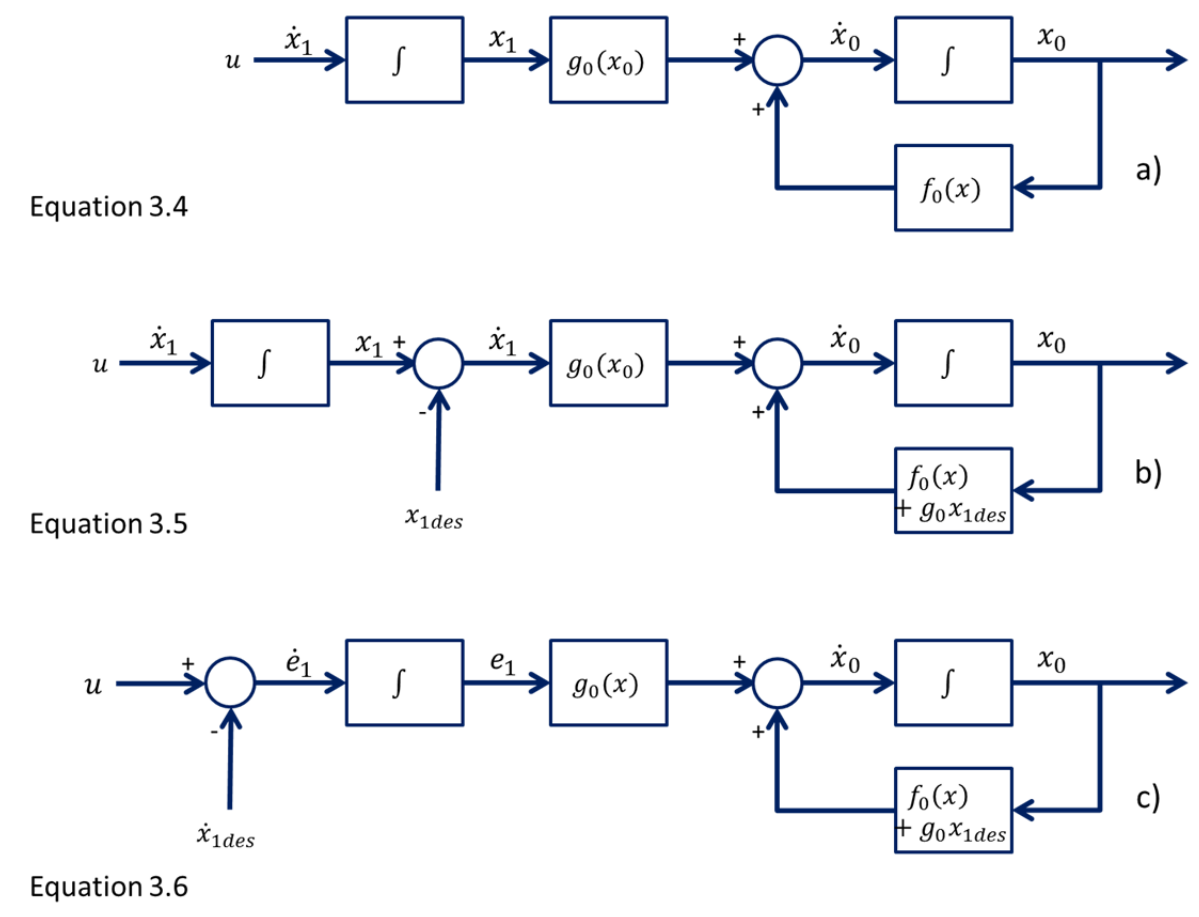 u ẋ₁ ∫ x₁ g₀(x₀) + ẋ₀ ∫ x₀
+
f₀(x) a)
Equation 3.4
u ẋ₁ ∫ x₁ + ẋ₁ g₀(x₀) + ẋ₀ ∫ x₀
- +
f₀(x)
+ g₀x₁des b)
x₁des
Equation 3.5
u + ė₁ ∫ e₁ g₀(x) + ẋ₀ ∫ x₀
- +
f₀(x)
+ g₀x₁des c)
ẋ₁des
Equation 3.6